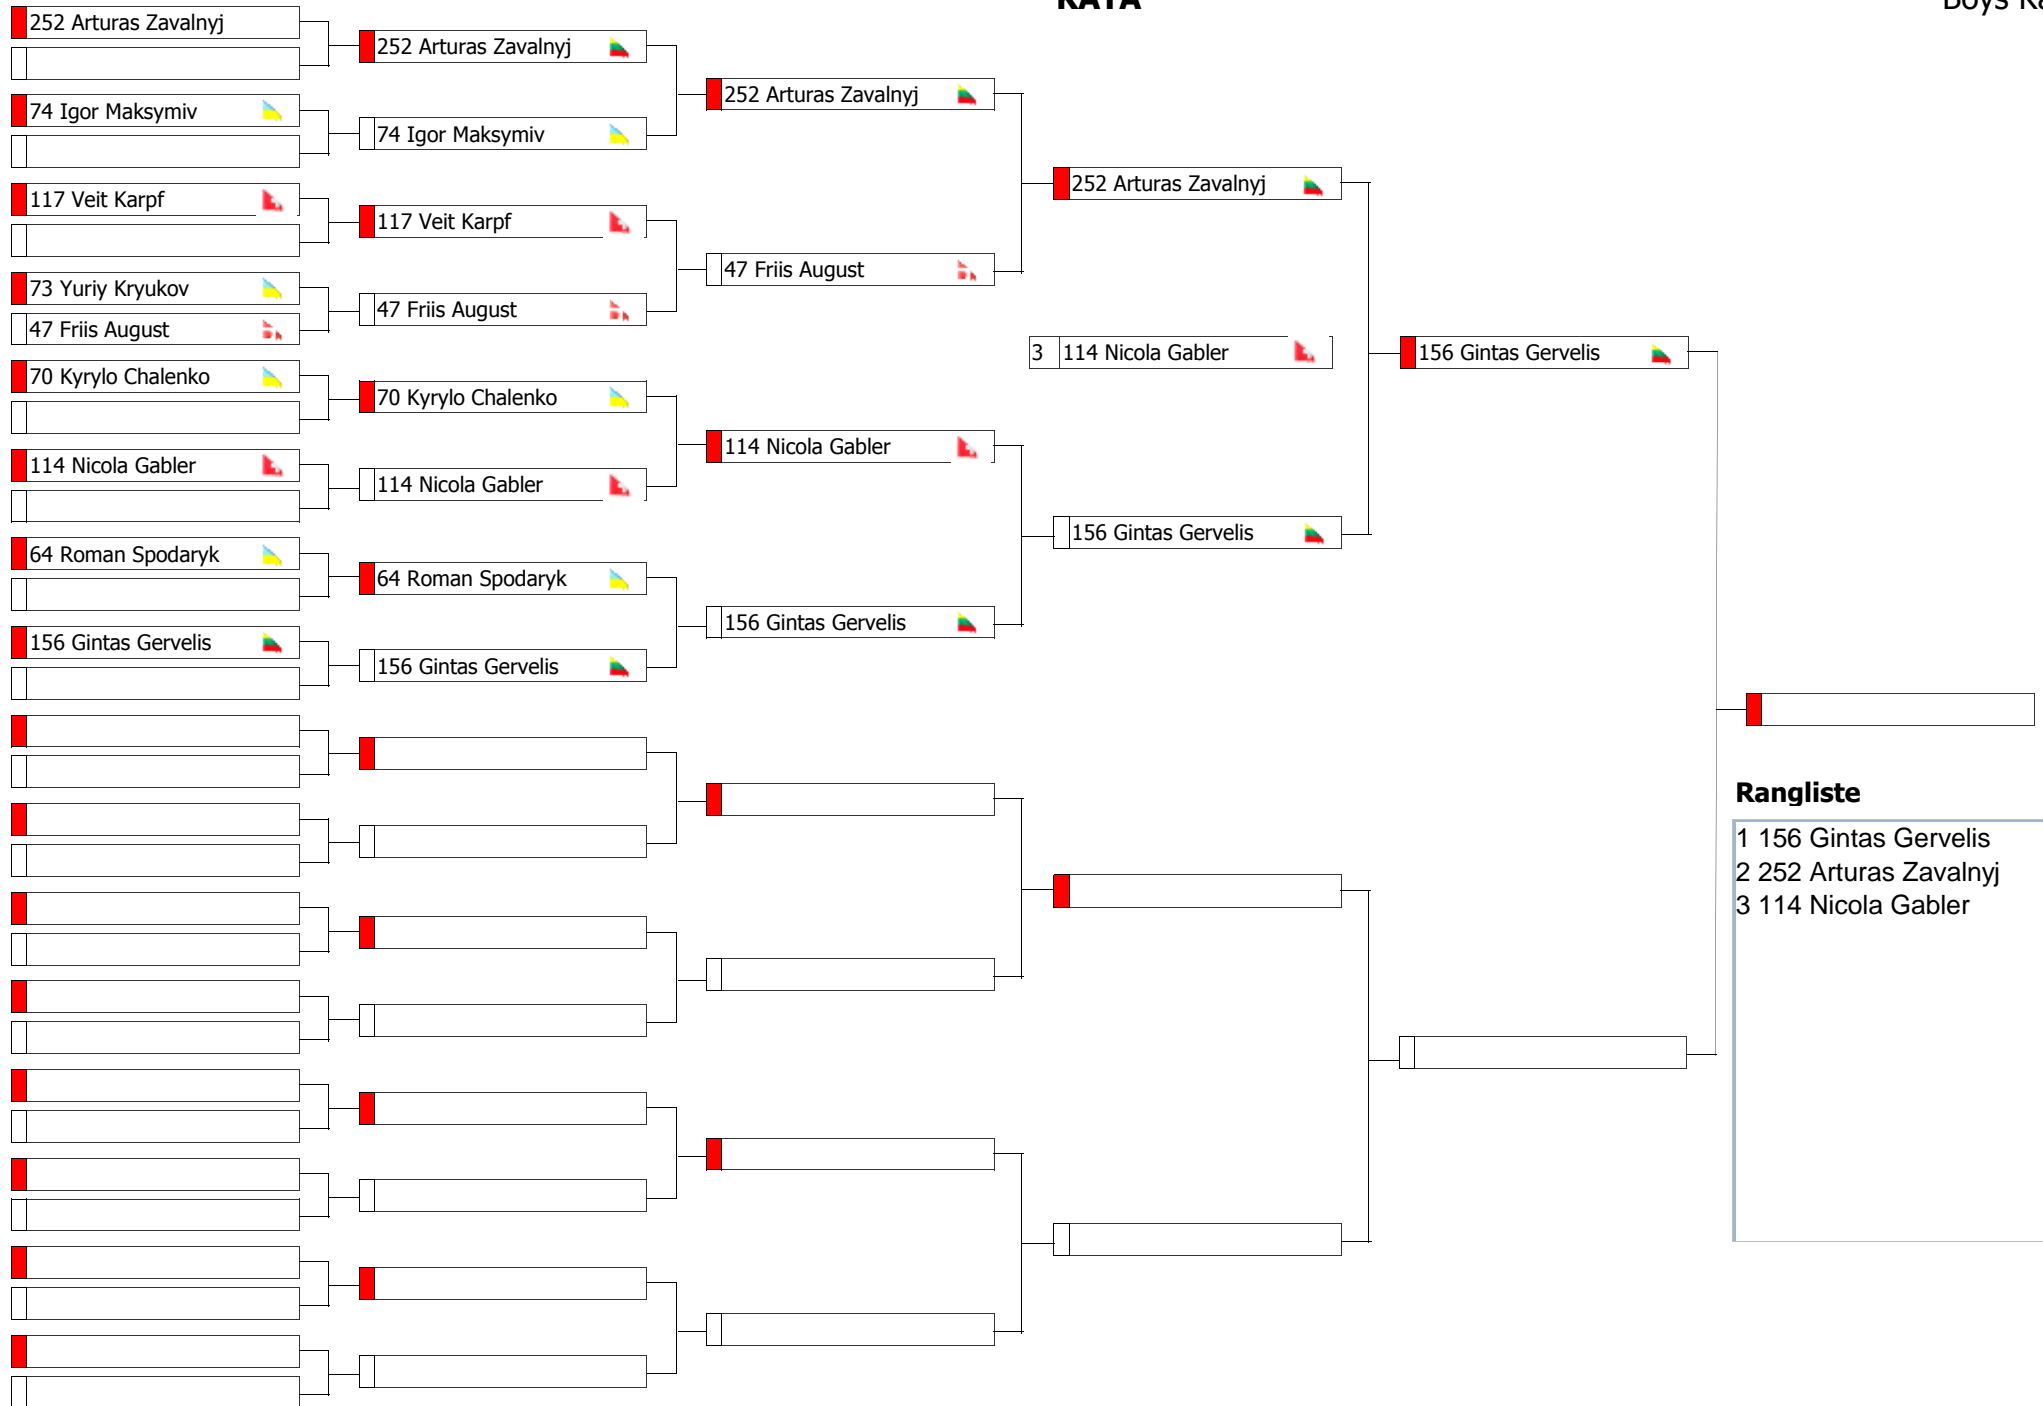 KATA
Boys Ka
252 Arturas Zavalnyj
74 Igor Maksymiv
117 Veit Karpf
73 Yuriy Kryukov
47 Friis August
70 Kyrylo Chalenko
114 Nicola Gabler
64 Roman Spodaryk
156 Gintas Gervelis
252 Arturas Zavalnyj
74 Igor Maksymiv
117 Veit Karpf
47 Friis August
70 Kyrylo Chalenko
114 Nicola Gabler
64 Roman Spodaryk
156 Gintas Gervelis
252 Arturas Zavalnyj
47 Friis August
114 Nicola Gabler
156 Gintas Gervelis
252 Arturas Zavalnyj
3 114 Nicola Gabler
156 Gintas Gervelis
156 Gintas Gervelis
Rangliste
1 156 Gintas Gervelis
2 252 Arturas Zavalnyj
3 114 Nicola Gabler